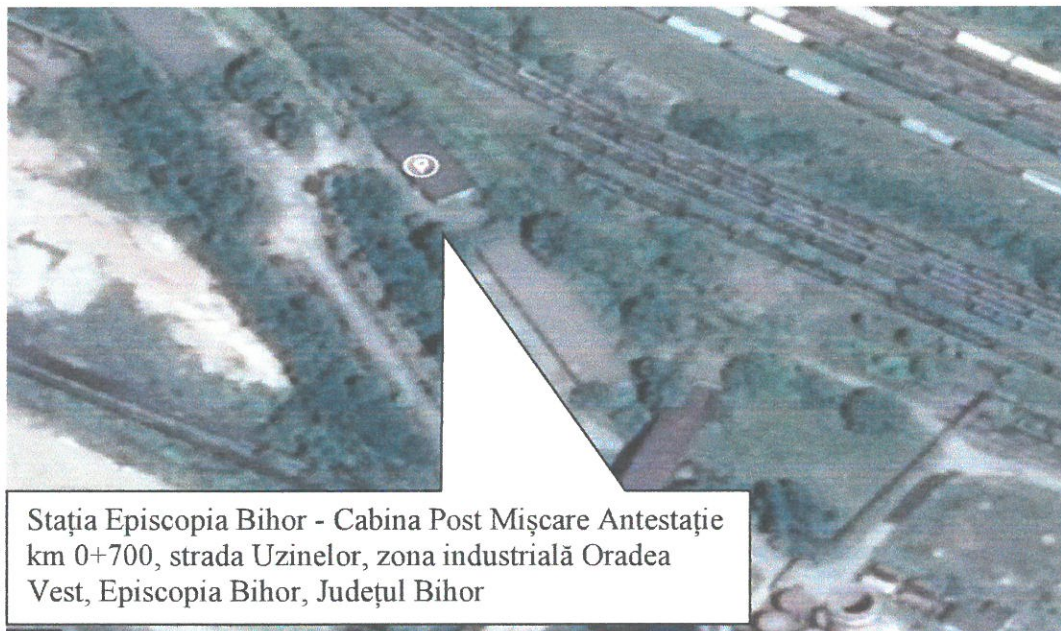 Stația Episcopia Bihor - Cabina Post Mișcare Antestație
km 0+700, strada Uzinelor, zona industrială Oradea
Vest, Episcopia Bihor, Județul Bihor